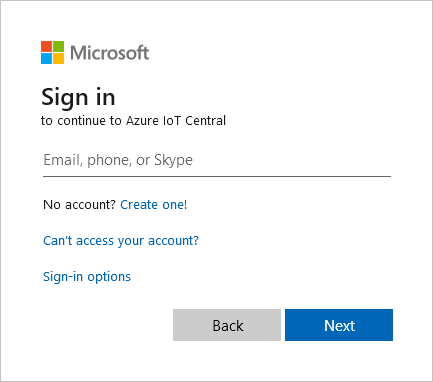 Microsoft
Sign in
to continue to Azure IoT Central
Email, phone, or Skype
No account? Create one!
Can't access your account?
Sign-in options
Back Next